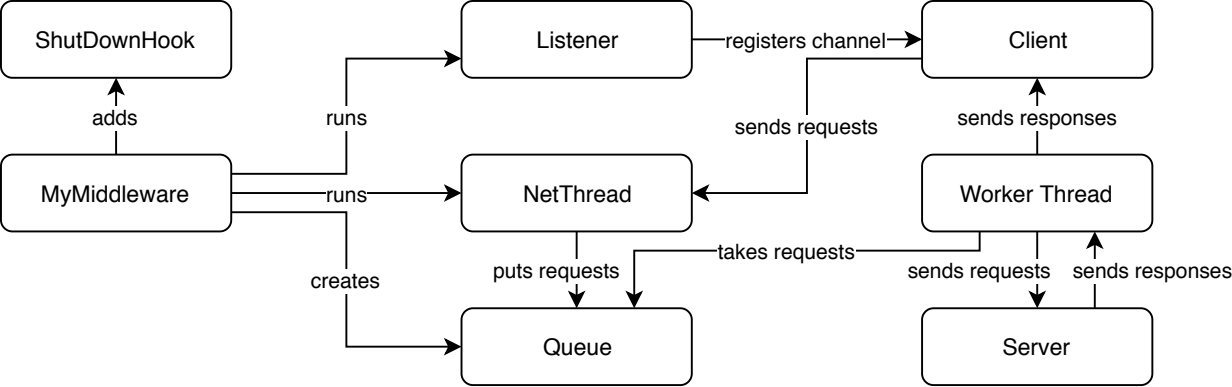 ShutDownHook
Listener
registers channel
Client
adds
runs
sends requests
sends responses
MyMiddleware
runs
NetThread
Worker Thread
takes requests
creates
puts requests
sends requests
sends responses
Queue
Server